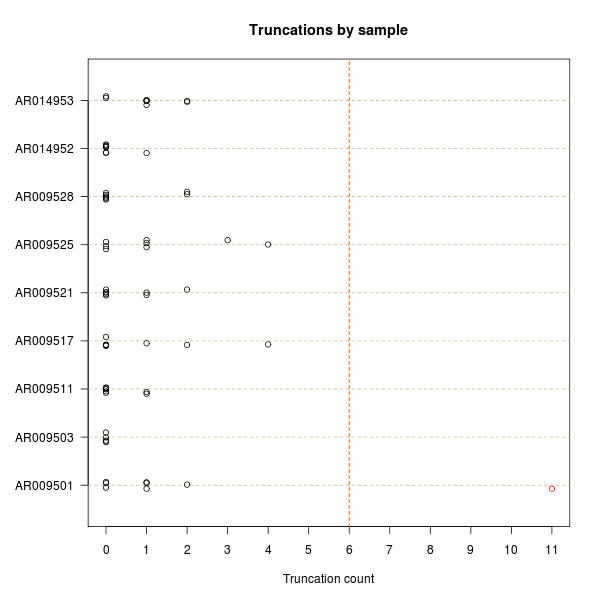 Truncations by sample
AR014953
AR014952
AR009528
AR009525
AR009521
AR009517
AR009511
AR009503
AR009501
0 1 2 3 4 5 6 7 8 9 10 11
Truncation count